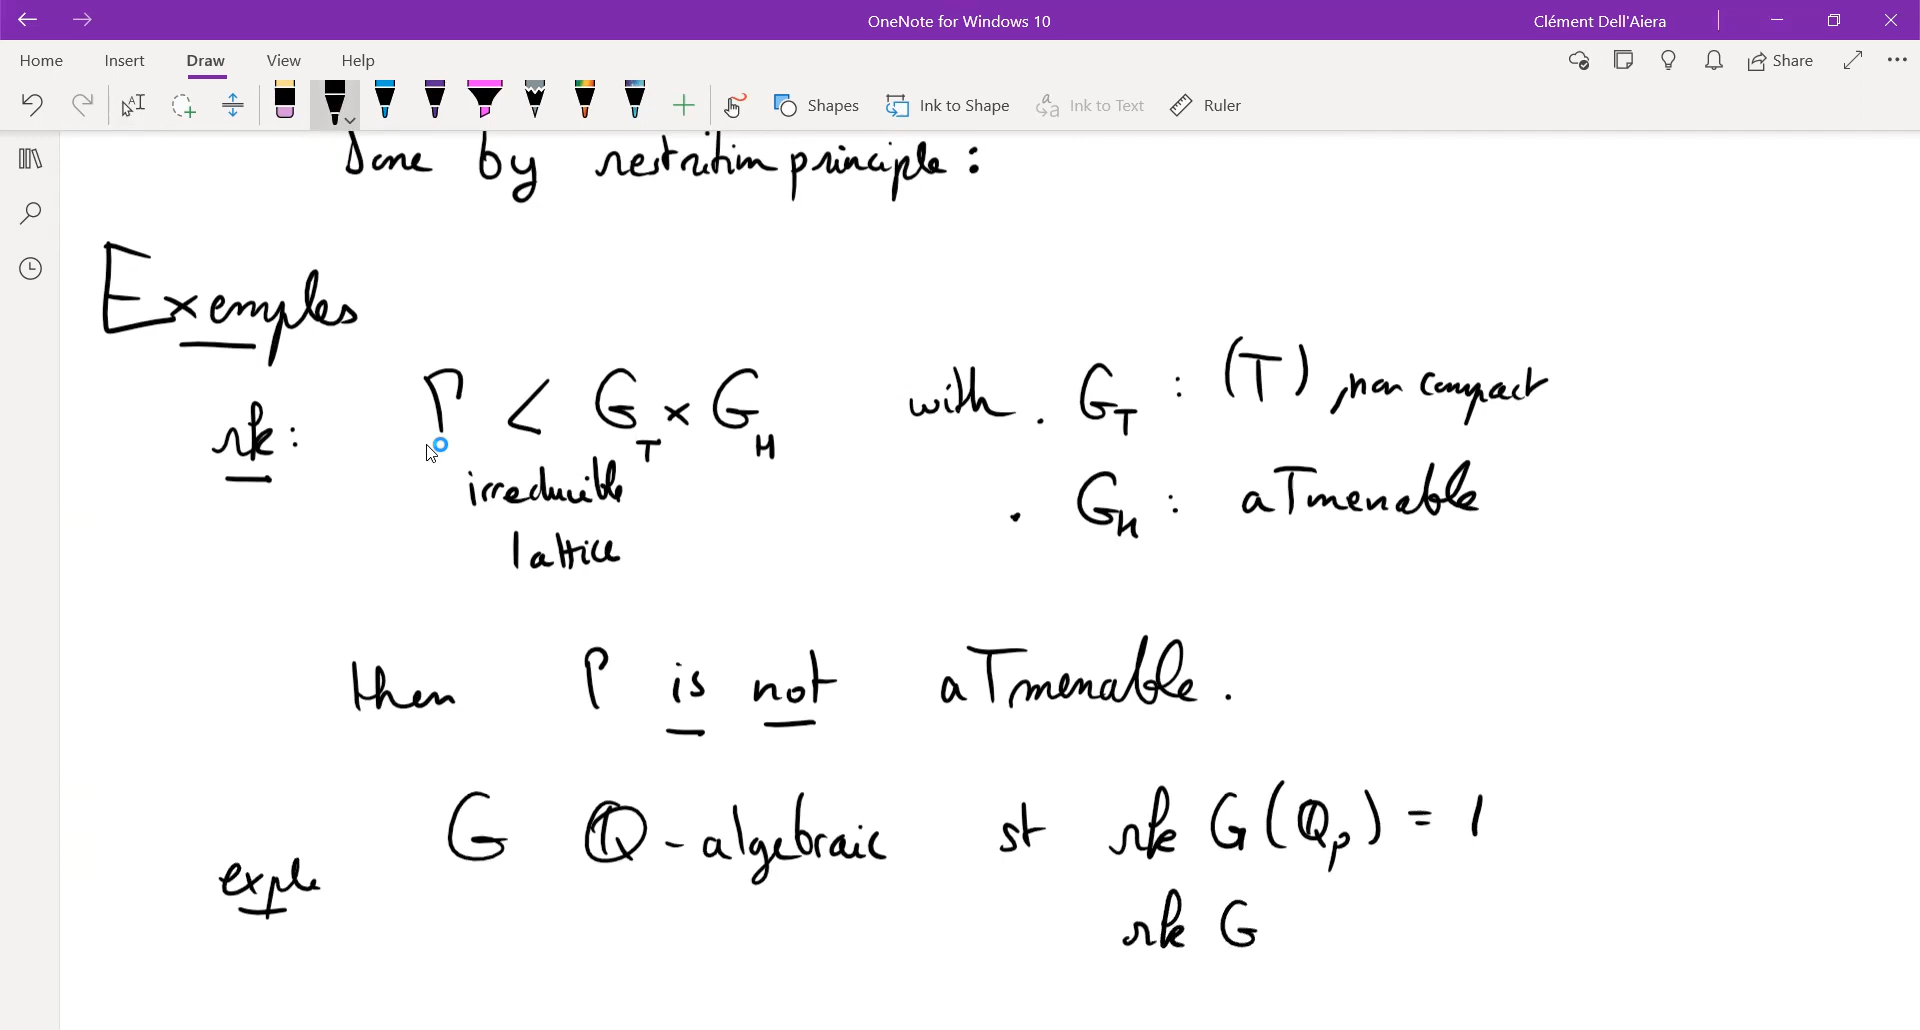 OneNote for Windows 10
Clément Dell'Aiera
Home Insert Draw View Help
Share
Shapes Ink to Shape Ink to Text Ruler
Done by restriction principle :
Exemples
rk : Γ < G_T × G_H with . G_T : (T), non compact
irreducible
lattice
. G_H : aTmenable
then Γ is not aTmenable .
exple G ℚ-algebraic st rk G(ℚ_p) = 1
rk G